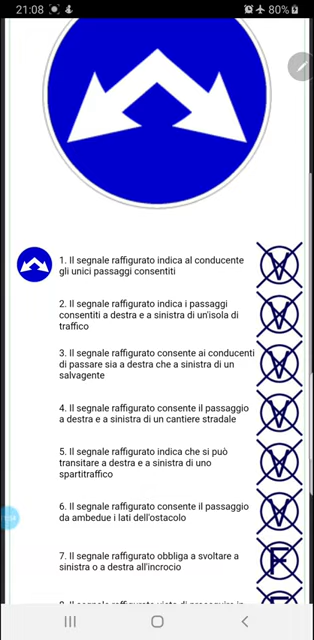 21:08
80%
1. Il segnale raffigurato indica al conducente
gli unici passaggi consentiti
V
2. Il segnale raffigurato indica i passaggi
consentiti a destra e a sinistra di un'isola di
traffico
V
3. Il segnale raffigurato consente ai conducenti
di passare sia a destra che a sinistra di un
salvagente
V
4. Il segnale raffigurato consente il passaggio
a destra e a sinistra di un cantiere stradale
V
5. Il segnale raffigurato indica che si può
transitare a destra e a sinistra di uno
spartitraffico
V
6. Il segnale raffigurato consente il passaggio
da ambedue i lati dell'ostacolo
V
7. Il segnale raffigurato obbliga a svoltare a
sinistra o a destra all'incrocio
F